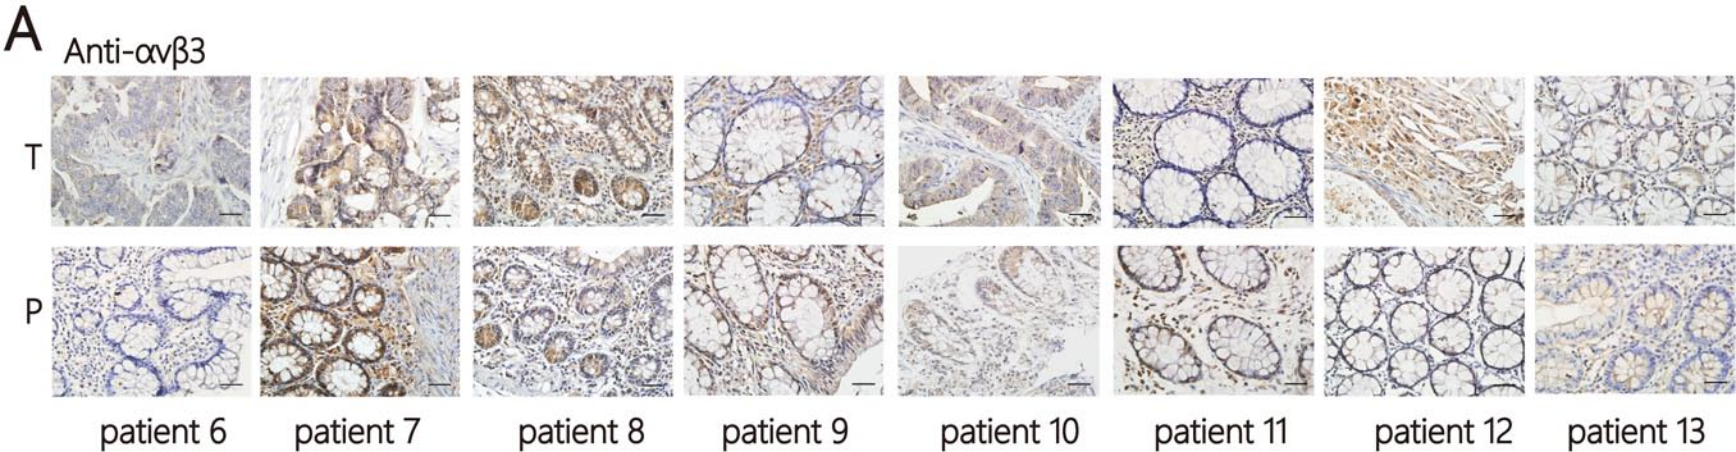 A
Anti-αvβ3
T
P
patient 6 patient 7 patient 8 patient 9 patient 10 patient 11 patient 12 patient 13